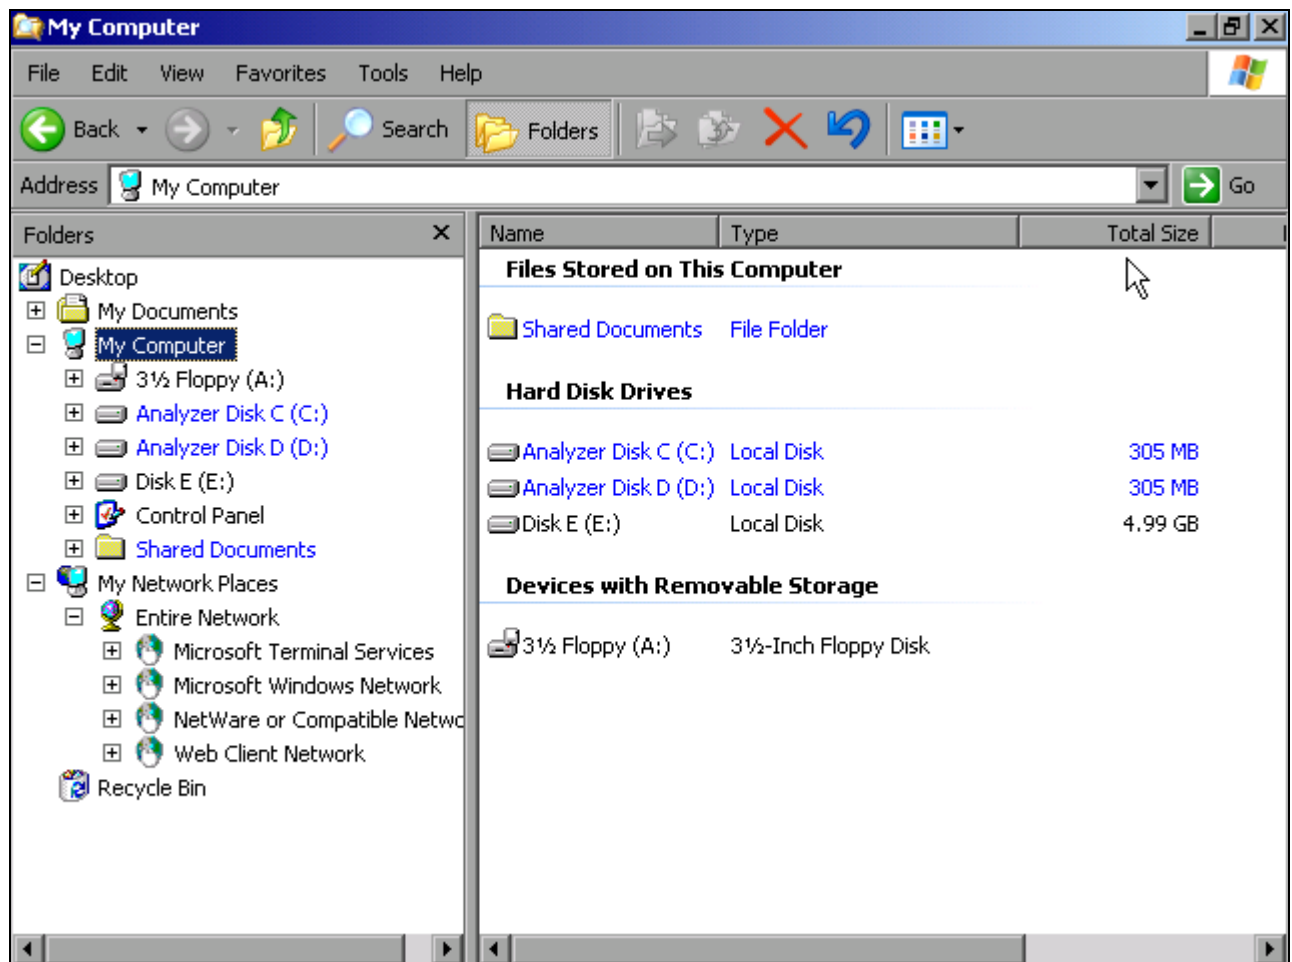 My Computer
File Edit View Favorites Tools Help
Back Search Folders
Address My Computer Go
Folders
Desktop
My Documents
My Computer
3½ Floppy (A:)
Analyzer Disk C (C:)
Analyzer Disk D (D:)
Disk E (E:)
Control Panel
Shared Documents
My Network Places
Entire Network
Microsoft Terminal Services
Microsoft Windows Network
NetWare or Compatible Netwo
Web Client Network
Recycle Bin
Name Type Total Size
Files Stored on This Computer
Shared Documents File Folder
Hard Disk Drives
Analyzer Disk C (C:) Local Disk 305 MB
Analyzer Disk D (D:) Local Disk 305 MB
Disk E (E:) Local Disk 4.99 GB
Devices with Removable Storage
3½ Floppy (A:) 3½-Inch Floppy Disk